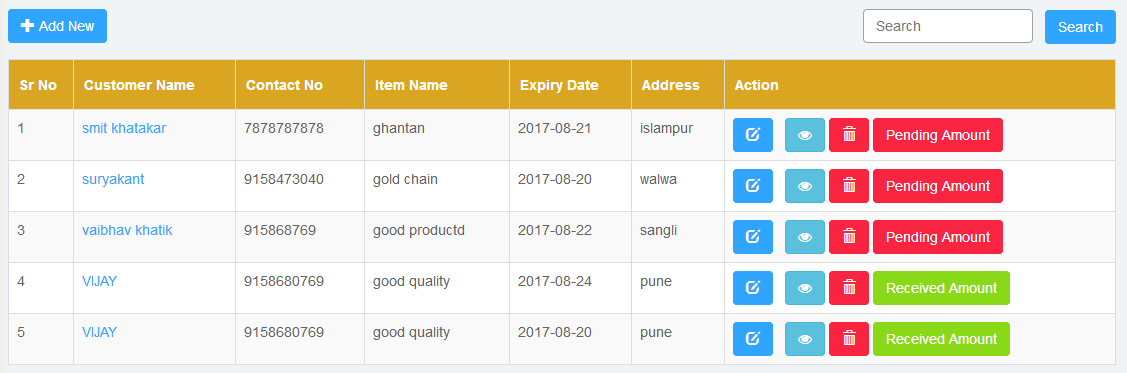 Add New Search Search
Sr No Customer Name Contact No Item Name Expiry Date Address Action
1 smit khatakar 7878787878 ghantan 2017-08-21 islampur Pending Amount
2 suryakant 9158473040 gold chain 2017-08-20 walwa Pending Amount
3 vaibhav khatik 915868769 good productd 2017-08-22 sangli Pending Amount
4 VIJAY 9158680769 good quality 2017-08-24 pune Received Amount
5 VIJAY 9158680769 good quality 2017-08-20 pune Received Amount